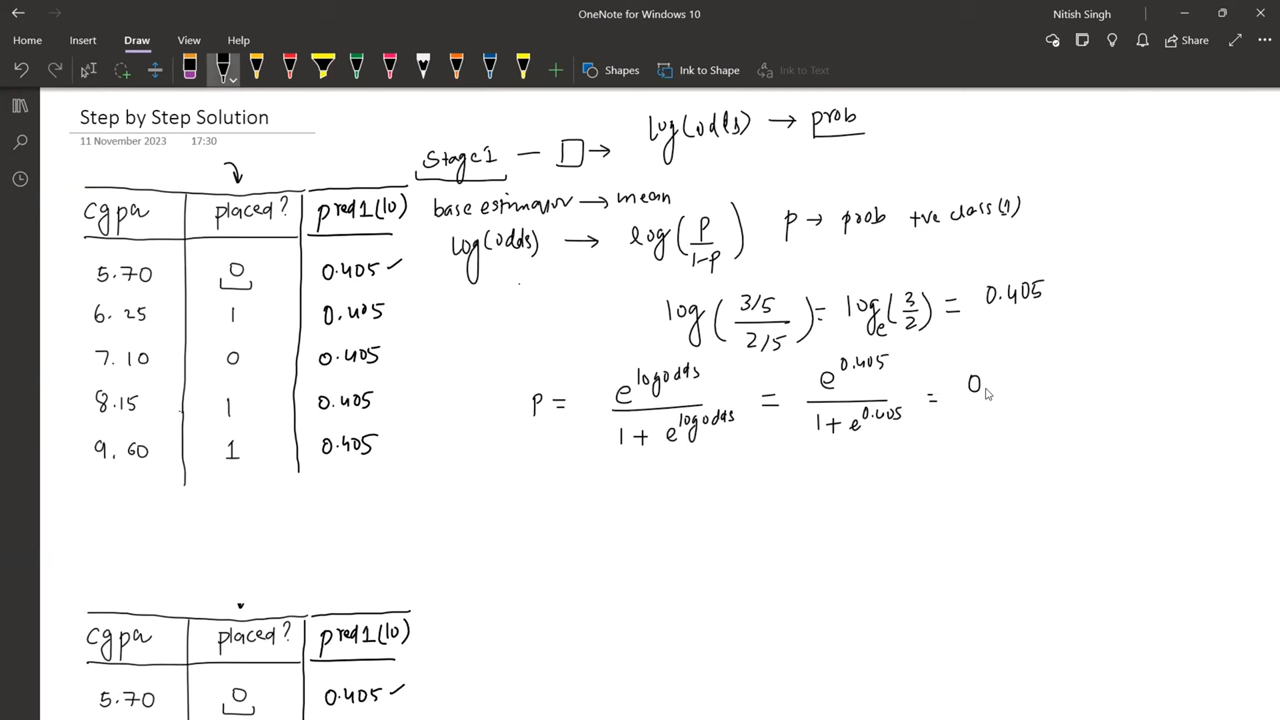 OneNote for Windows 10
Nitish Singh
Home Insert Draw View Help
Share
Shapes Ink to Shape Ink to Text
Step by Step Solution
11 November 2023 17:30
log(odds) → prob
Stage1 — →
base estimator → mean
log(odds) → log(p/1-p) p → prob +ve class(1)
log(3/5 / 2/5) = logₑ(3/2) = 0.405
p = e^logodds / 1 + e^logodds = e^0.405 / 1 + e^0.405 = 0.
cgpa placed? pred1(lo)
5.70 0 0.405 ✓
6.25 1 0.405
7.10 0 0.405
8.15 1 0.405
9.60 1 0.405
cgpa placed? pred1(lo)
5.70 0 0.405 ✓